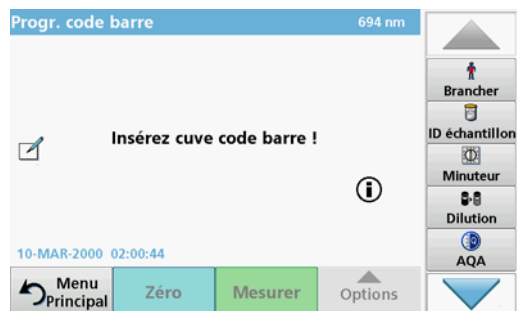 Progr. code barre 694 nm
Insérez cuve code barre !
10-MAR-2000 02:00:44
Menu
Principal
Zéro
Mesurer
Options
Brancher
ID échantillon
Minuteur
Dilution
AQA